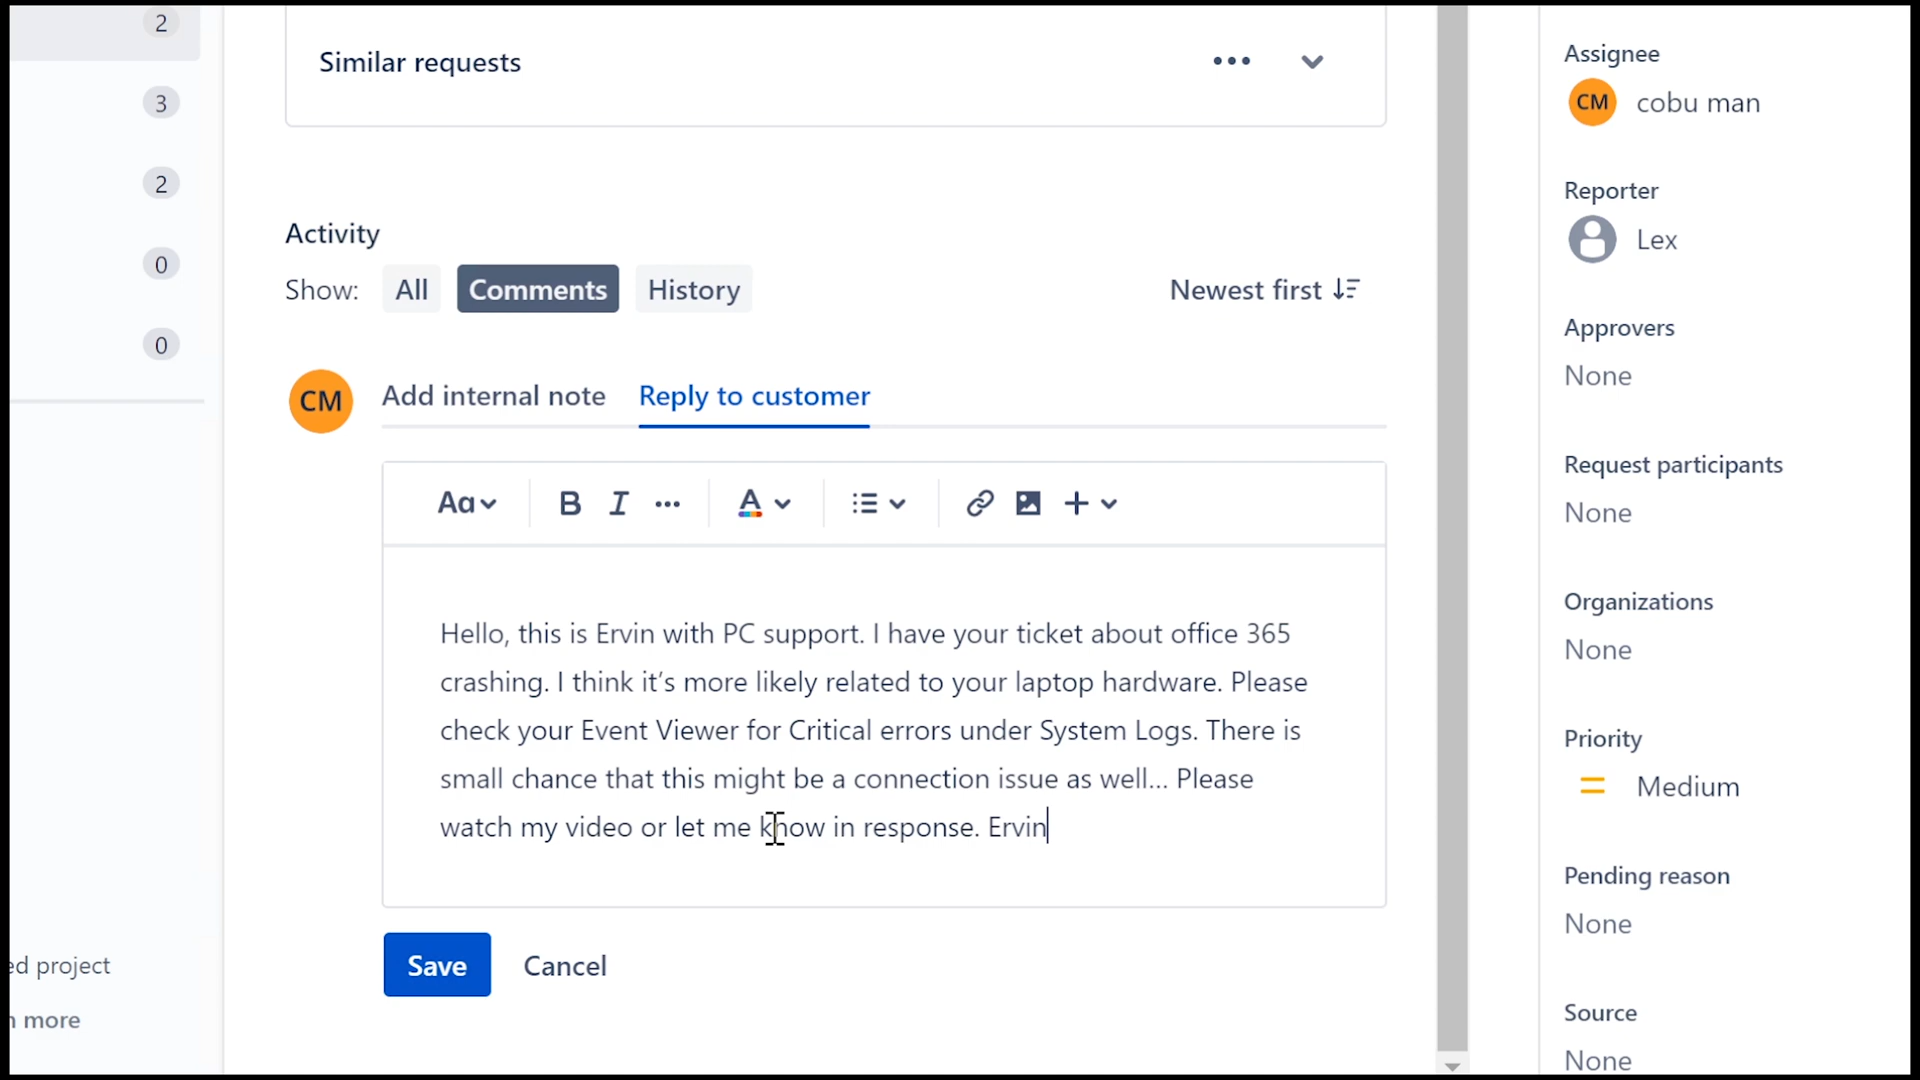 2
3
2
0
0
ed project
n more
Similar requests
Activity
Show: All Comments History
Newest first
CM
Add internal note Reply to customer
Aa B I ... A
Hello, this is Ervin with PC support. I have your ticket about office 365
crashing. I think it's more likely related to your laptop hardware. Please
check your Event Viewer for Critical errors under System Logs. There is
small chance that this might be a connection issue as well... Please
watch my video or let me know in response. Ervin
Save Cancel
Assignee
CM cobu man
Reporter
Lex
Approvers
None
Request participants
None
Organizations
None
Priority
Medium
Pending reason
None
Source
None